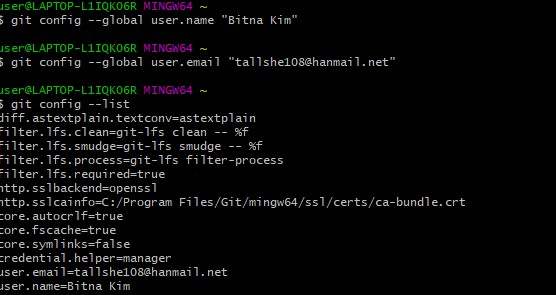 user@LAPTOP-L1IQKO6R MINGW64 ~
$ git config --global user.name "Bitna Kim"
user@LAPTOP-L1IQKO6R MINGW64 ~
$ git config --global user.email "tallshe108@hanmail.net"
user@LAPTOP-L1IQKO6R MINGW64 ~
$ git config --list
diff.astextplain.textconv=astextplain
filter.lfs.clean=git-lfs clean -- %f
filter.lfs.smudge=git-lfs smudge -- %f
filter.lfs.process=git-lfs filter-process
filter.lfs.required=true
http.sslbackend=openssl
http.sslcainfo=C:/Program Files/Git/mingw64/ssl/certs/ca-bundle.crt
core.autocrlf=true
core.fscache=true
core.symlinks=false
credential.helper=manager
user.email=tallshe108@hanmail.net
user.name=Bitna Kim